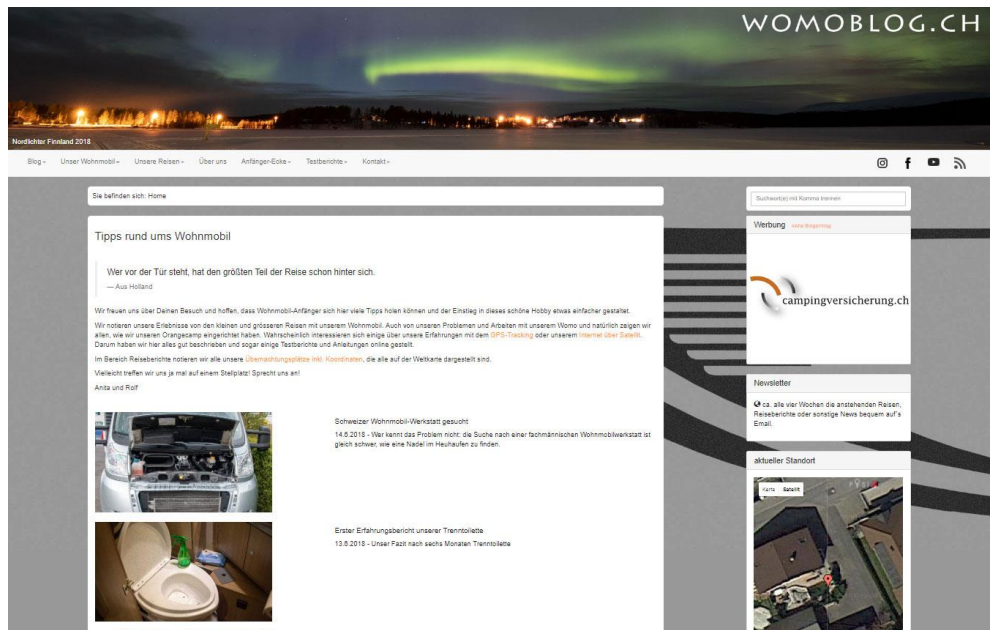 WOMOBLOG.CH
Nordlichter Finnland 2018
Blog
Unser Wohnmobil
Unsere Reisen
Über uns
Anfänger-Ecke
Testberichte
Kontakt
Sie befinden sich: Home
Tipps rund ums Wohnmobil
Wer vor der Tür steht, hat den größten Teil der Reise schon hinter sich.
— Aus Holland
Wir freuen uns über Deinen Besuch und hoffen, dass Wohnmobil-Anfänger sich hier viele Tipps holen können und der Einstieg in dieses schöne Hobby etwas einfacher gestaltet.
Wir notieren unsere Erlebnisse von den kleinen und grösseren Reisen mit unserem Wohnmobil. Auch von unseren Problemen und Arbeiten mit unserem Womo und natürlich zeigen wir
allen, wie wir unseren Orangecamp eingerichtet haben. Wahrscheinlich interessieren sich einige über unsere Erfahrungen mit dem GPS-Tracking oder unserem Internet über Satellit.
Darum haben wir hier alles gut beschrieben und sogar einige Testberichte und Anleitungen online gestellt.
Im Bereich Reiseberichte notieren wir alle unsere Übernachtungsplätze inkl. Koordinaten, die alle auf der Weltkarte dargestellt sind.
Vielleicht treffen wir uns ja mal auf einem Stellplatz! Sprecht uns an!
Anita und Rolf
Schweizer Wohnmobil-Werkstatt gesucht
14.6.2018 - Wer kennt das Problem nicht: die Suche nach einer fachmännischen Wohnmobilwerkstatt ist
gleich schwer, wie eine Nadel im Heuhaufen zu finden.
Erster Erfahrungsbericht unserer Trenntoilette
13.6.2018 - Unser Fazit nach sechs Monaten Trenntoilette
Suchwort(e) mit Komma trennen
Werbung
campingversicherung.ch
Newsletter
ca. alle vier Wochen die anstehenden Reisen,
Reiseberichte oder sonstige News bequem auf's
Email.
aktueller Standort
Karte Satellit